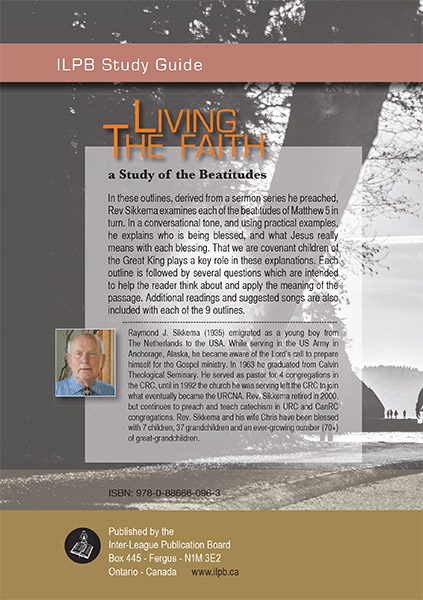 ILPB Study Guide
LIVING
THE FAITH
a Study of the Beatitudes
In these outlines, derived from a sermon series he preached,
Rev Sikkema examines each of the beatitudes of Matthew 5 in
turn. In a conversational tone, and using practical examples,
he explains who is being blessed, and what Jesus really
means with each blessing. That we are covenant children of
the Great King plays a key role in these explanations. Each
outline is followed by several questions which are intended
to help the reader think about and apply the meaning of the
passage. Additional readings and suggested songs are also
included with each of the 9 outlines.
Raymond J. Sikkema (1935) emigrated as a young boy from
The Netherlands to the USA. While serving in the US Army in
Anchorage, Alaska, he became aware of the Lord's call to prepare
himself for the Gospel ministry. In 1963 he graduated from Calvin
Theological Seminary. He served as pastor for 4 congregations in
the CRC, until in 1992 the church he was serving left the CRC to join
what eventually became the URCNA. Rev. Sikkema retired in 2000,
but continues to preach and teach catechism in URC and CanRC
congregations. Rev. Sikkema and his wife Chris have been blessed
with 7 children, 37 grandchildren and an ever-growing number (70+)
of great-grandchildren.
ISBN: 978-0-88666-096-3
Published by the
Inter-League Publication Board
Box 445 - Fergus - N1M 3E2
Ontario - Canada www.ilpb.ca